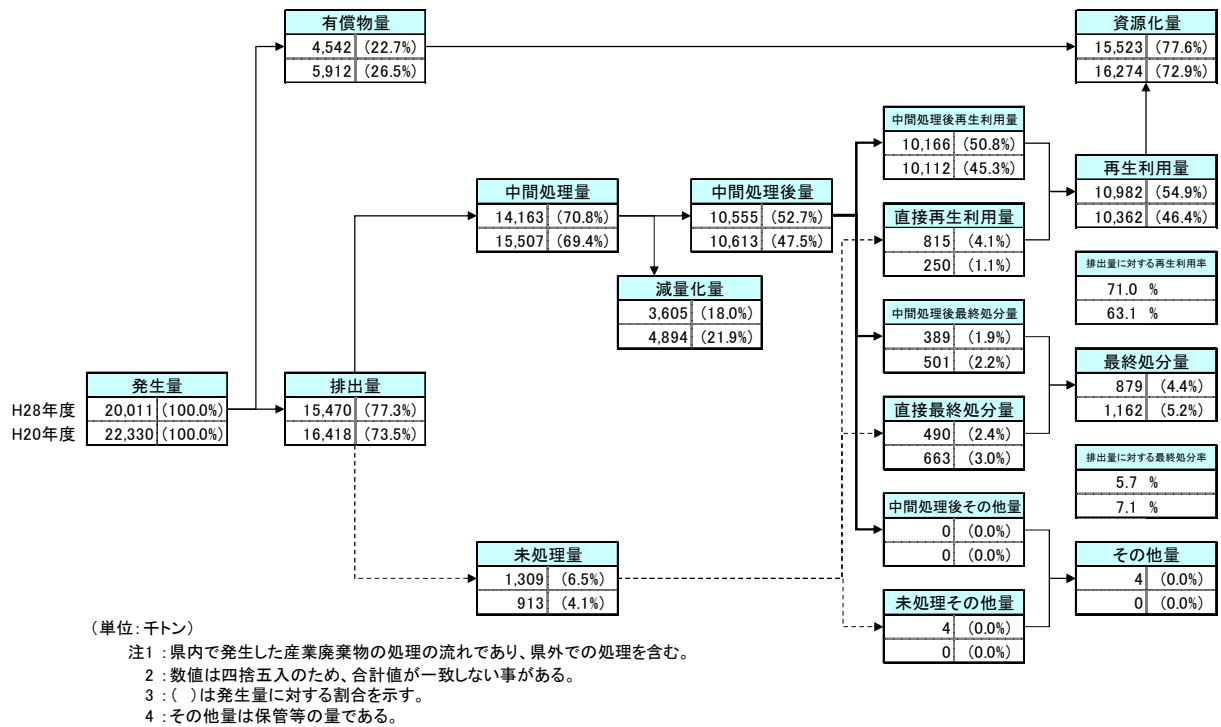 有償物量
4,542 (22.7%)
5,912 (26.5%)
資源化量
15,523 (77.6%)
16,274 (72.9%)
中間処理後再生利用量
10,166 (50.8%)
10,112 (45.3%)
中間処理量
14,163 (70.8%)
15,507 (69.4%)
中間処理後量
10,555 (52.7%)
10,613 (47.5%)
再生利用量
10,982 (54.9%)
10,362 (46.4%)
直接再生利用量
815 (4.1%)
250 (1.1%)
減量化量
3,605 (18.0%)
4,894 (21.9%)
排出量に対する再生利用率
71.0 %
63.1 %
中間処理後最終処分量
389 (1.9%)
501 (2.2%)
発生量
H28年度 20,011 (100.0%)
H20年度 22,330 (100.0%)
排出量
15,470 (77.3%)
16,418 (73.5%)
最終処分量
879 (4.4%)
1,162 (5.2%)
直接最終処分量
490 (2.4%)
663 (3.0%)
排出量に対する最終処分率
5.7 %
7.1 %
中間処理後その他量
0 (0.0%)
0 (0.0%)
未処理量
1,309 (6.5%)
913 (4.1%)
その他量
4 (0.0%)
0 (0.0%)
未処理その他量
4 (0.0%)
0 (0.0%)
（単位：千トン）
注1：県内で発生した産業廃棄物の処理の流れであり、県外での処理を含む。
2：数値は四捨五入のため、合計値が一致しない事がある。
3：（ ）は発生量に対する割合を示す。
4：その他量は保管等の量である。